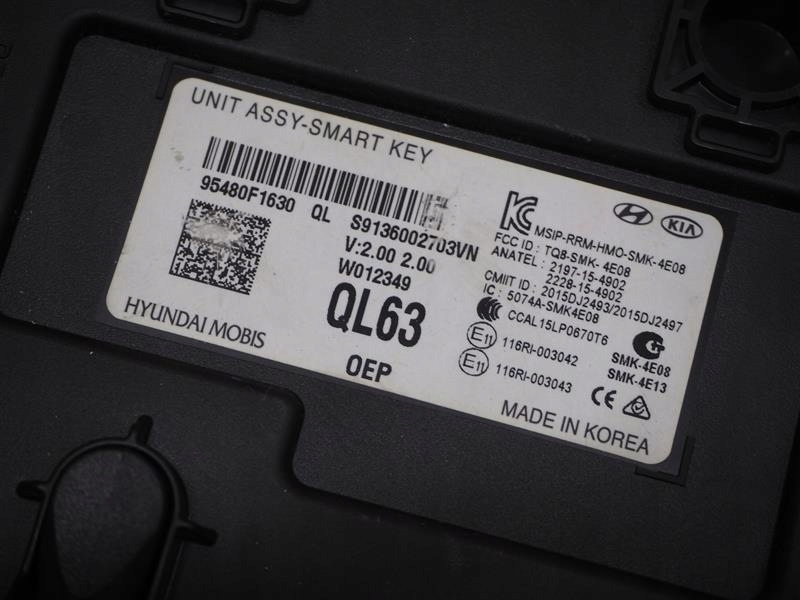 UNIT ASSY-SMART KEY
95480F1630 QL S9136002703VN
V:2.00 2.00
W012349
QL63
OEP
HYUNDAI MOBIS
KIA
MSIP-RRM-HMO-SMK-4E08
FCC ID : TQ8-SMK- 4E08
ANATEL : 2197-15-4902
2228-15-4902
CMIIT ID : 2015DJ2493/2015DJ2497
IC : 5074A-SMK4E08
CCAL15LP0670T6
E11 116RI-003042
E11 116RI-003043
SMK-4E08
SMK-4E13
CE
MADE IN KOREA